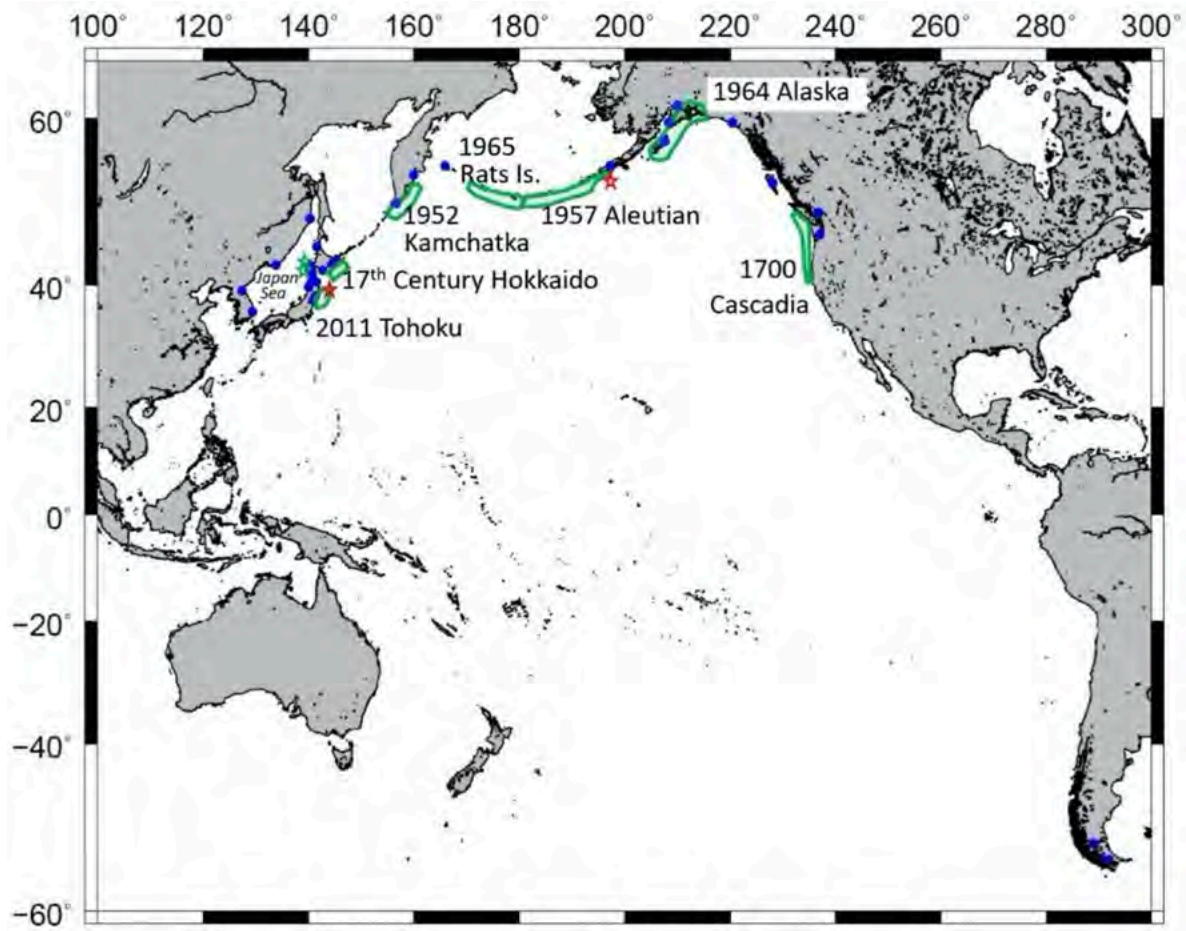 100 120° 140° 160° 180° 200° 220° 240° 260° 280° 300°
60°
40°
20°
0°
−20°
−40°
−60°
1964 Alaska
1965
Rats Is.
1957 Aleutian
1952
Kamchatka
Japan
Sea
17th Century Hokkaido
2011 Tohoku
1700
Cascadia